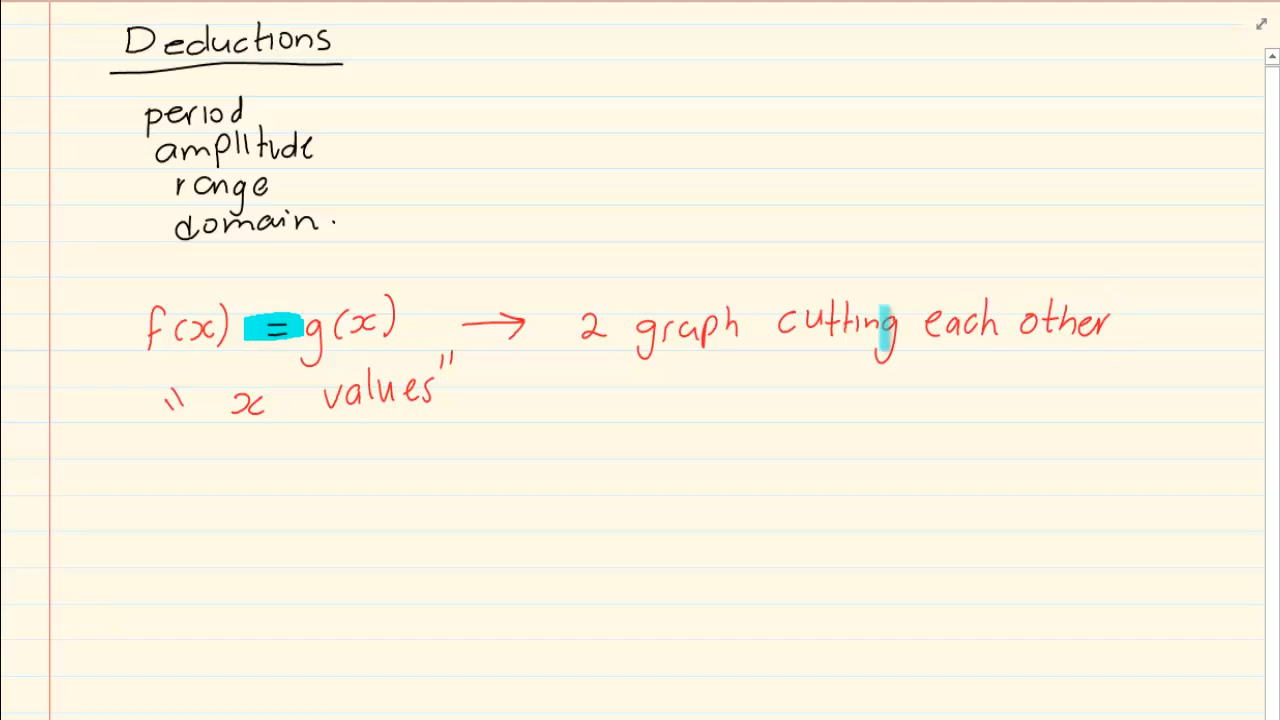 Deductions
period
amplitude
range
domain.
f(x) = g(x) → 2 graph cutting each other
" x values"